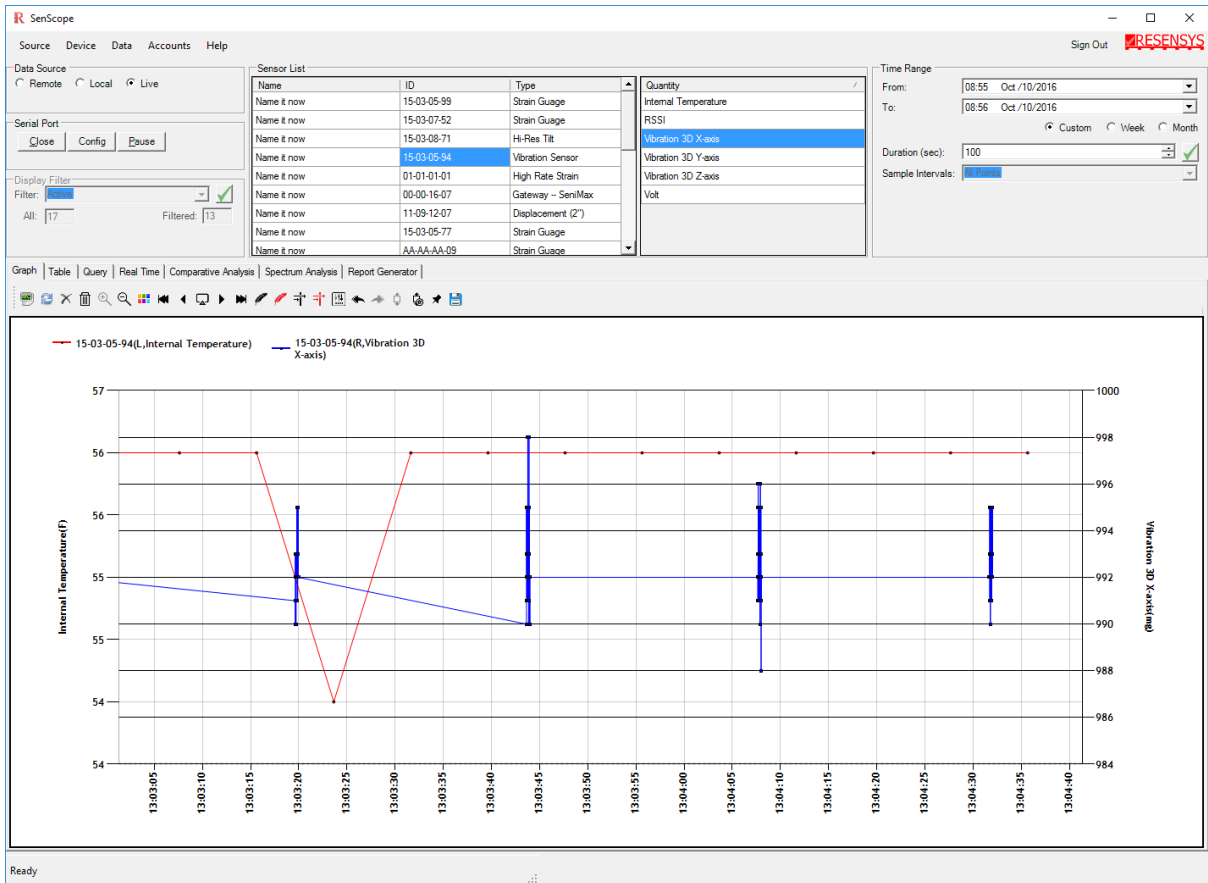 SenScope
Source Device Data Accounts Help
Sign Out
RESENSYS
Data Source
Remote Local Live
Serial Port
Close Config Pause
Display Filter
Filter: Active
All: 17 Filtered: 13
Sensor List
Name ID Type
Name it now 15-03-05-99 Strain Guage
Name it now 15-03-07-52 Strain Guage
Name it now 15-03-08-71 Hi-Res Tilt
Name it now 15-03-05-94 Vibration Sensor
Name it now 01-01-01-01 High Rate Strain
Name it now 00-00-16-07 Gateway -- SeniMax
Name it now 11-09-12-07 Displacement (2")
Name it now 15-03-05-77 Strain Guage
Name it now AA-AA-AA-09 Strain Guage
Quantity
Internal Temperature
RSSI
Vibration 3D X-axis
Vibration 3D Y-axis
Vibration 3D Z-axis
Volt
Time Range
From: 08:55 Oct /10/2016
To: 08:56 Oct /10/2016
Custom Week Month
Duration (sec): 100
Sample Intervals: All Points
Graph Table Query Real Time Comparative Analysis Spectrum Analysis Report Generator
15-03-05-94(L,Internal Temperature)
15-03-05-94(R,Vibration 3D
X-axis)
Internal Temperature(F)
57
56
56
55
55
54
54
1000
998
996
994
992
990
988
986
984
Vibration 3D X-axis(mg)
13:03:05
13:03:10
13:03:15
13:03:20
13:03:25
13:03:30
13:03:35
13:03:40
13:03:45
13:03:50
13:03:55
13:04:00
13:04:05
13:04:10
13:04:15
13:04:20
13:04:25
13:04:30
13:04:35
13:04:40
Ready